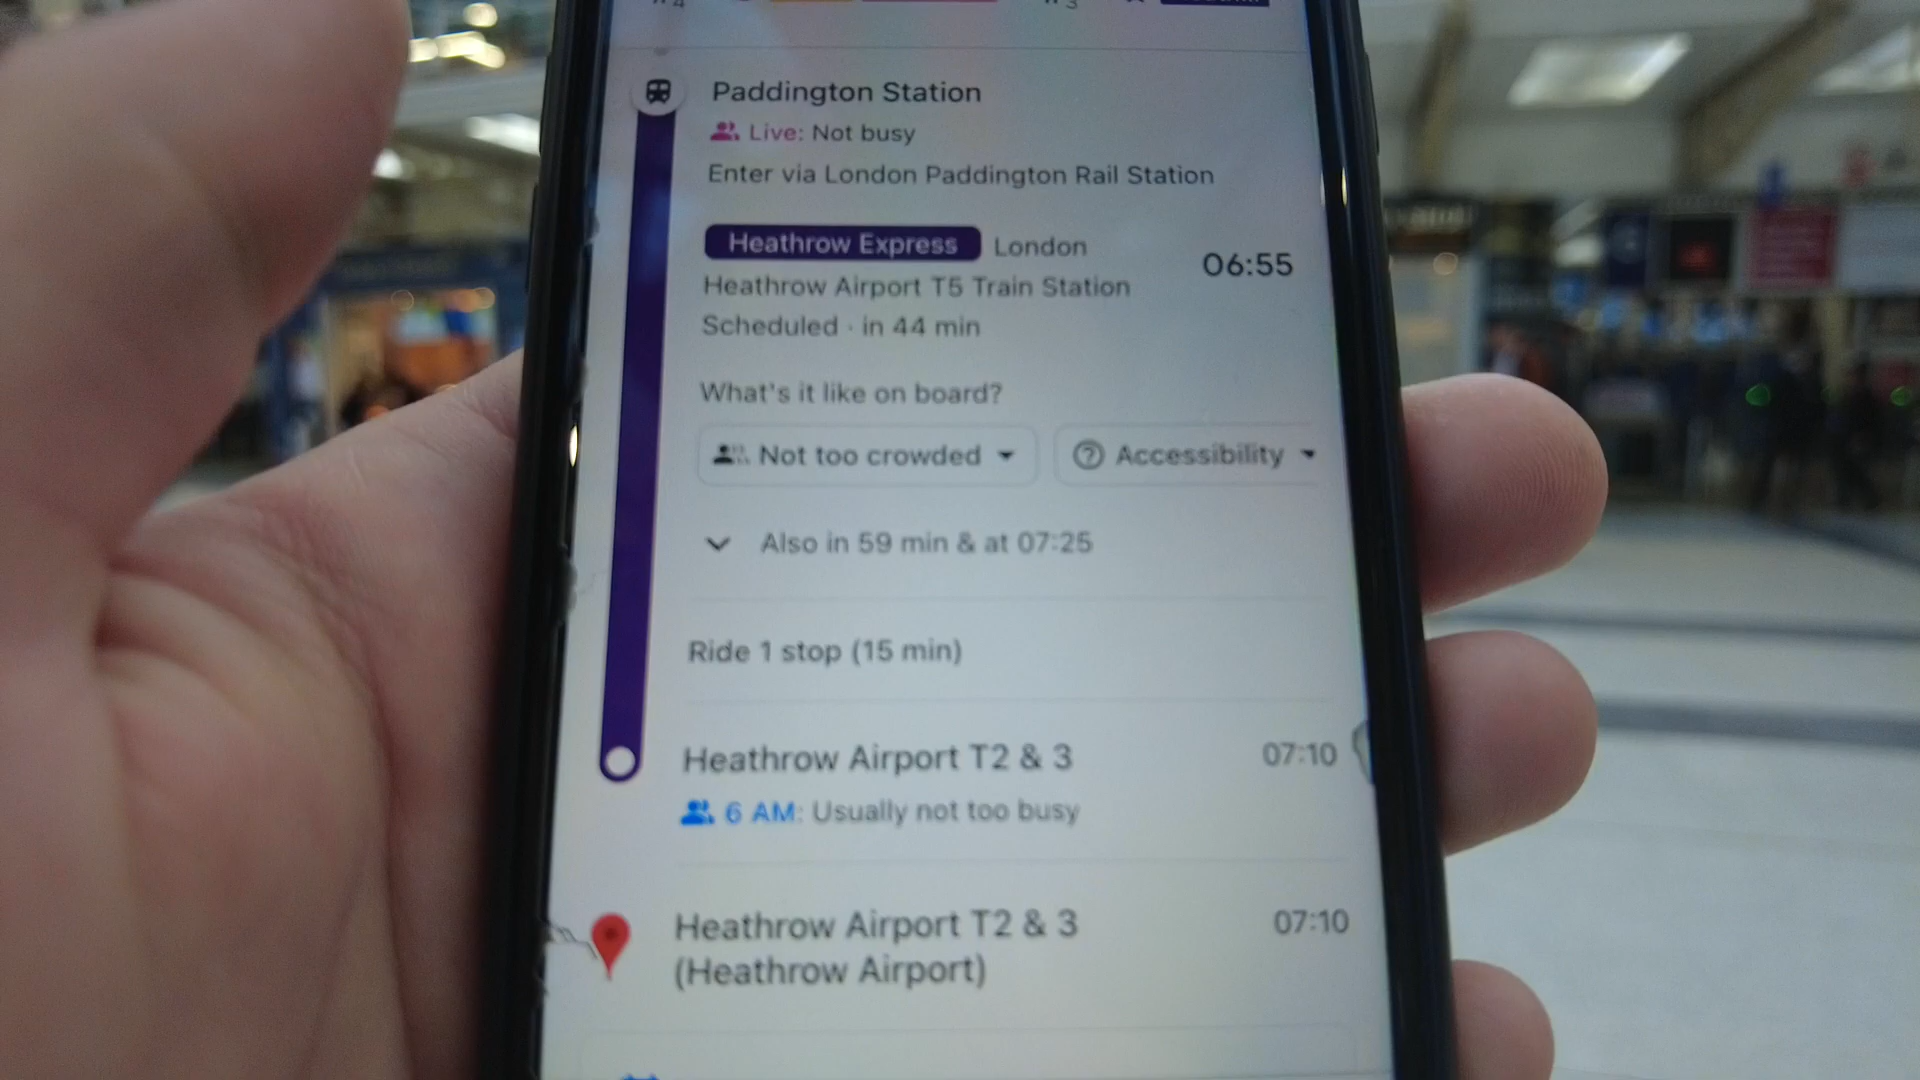 Paddington Station
Live: Not busy
Enter via London Paddington Rail Station
Heathrow Express London
06:55
Heathrow Airport T5 Train Station
Scheduled · in 44 min
What's it like on board?
Not too crowded
Accessibility
Also in 59 min & at 07:25
Ride 1 stop (15 min)
Heathrow Airport T2 & 3 07:10
6 AM: Usually not too busy
Heathrow Airport T2 & 3 07:10
(Heathrow Airport)